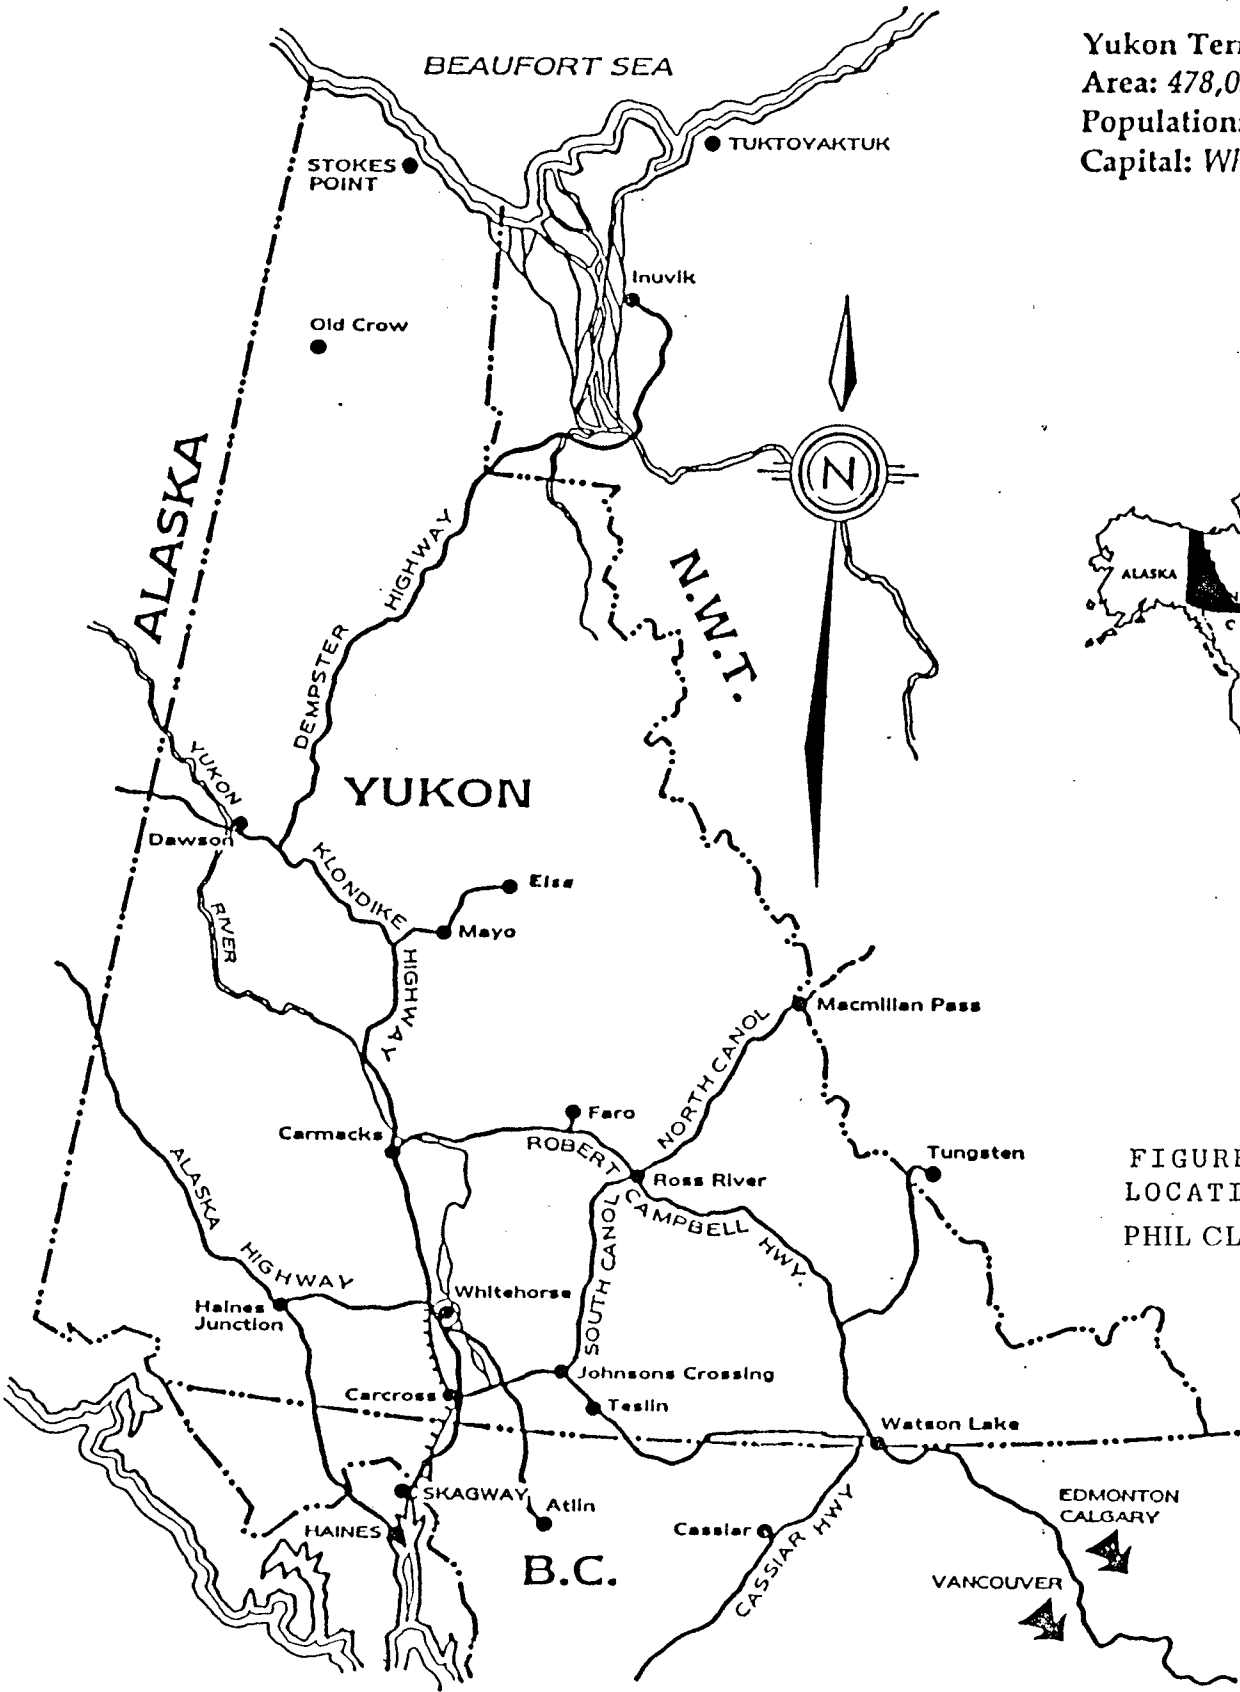 BEAUFORT SEA
Yukon Terr
Area: 478,0
Population:
Capital: Wh
TUKTOYAKTUK
STOKES
POINT
Inuvik
Old Crow
ALASKA
N
DEMPSTER HIGHWAY
N.W.T.
ALASKA
C
YUKON
YUKON RIVER
Dawson
KLONDIKE HIGHWAY
Elsa
Mayo
Macmillan Pass
NORTH CANOL
Faro
Carmacks
ROBERT CAMPBELL HWY.
Ross River
Tungsten
FIGURE
LOCATI
PHIL CL
ALASKA HIGHWAY
SOUTH CANOL
Whitehorse
Haines
Junction
Johnsons Crossing
Carcross
Teslin
Watson Lake
SKAGWAY
Atlin
HAINES
Cassiar
CASSIAR HWY
EDMONTON
CALGARY
B.C.
VANCOUVER